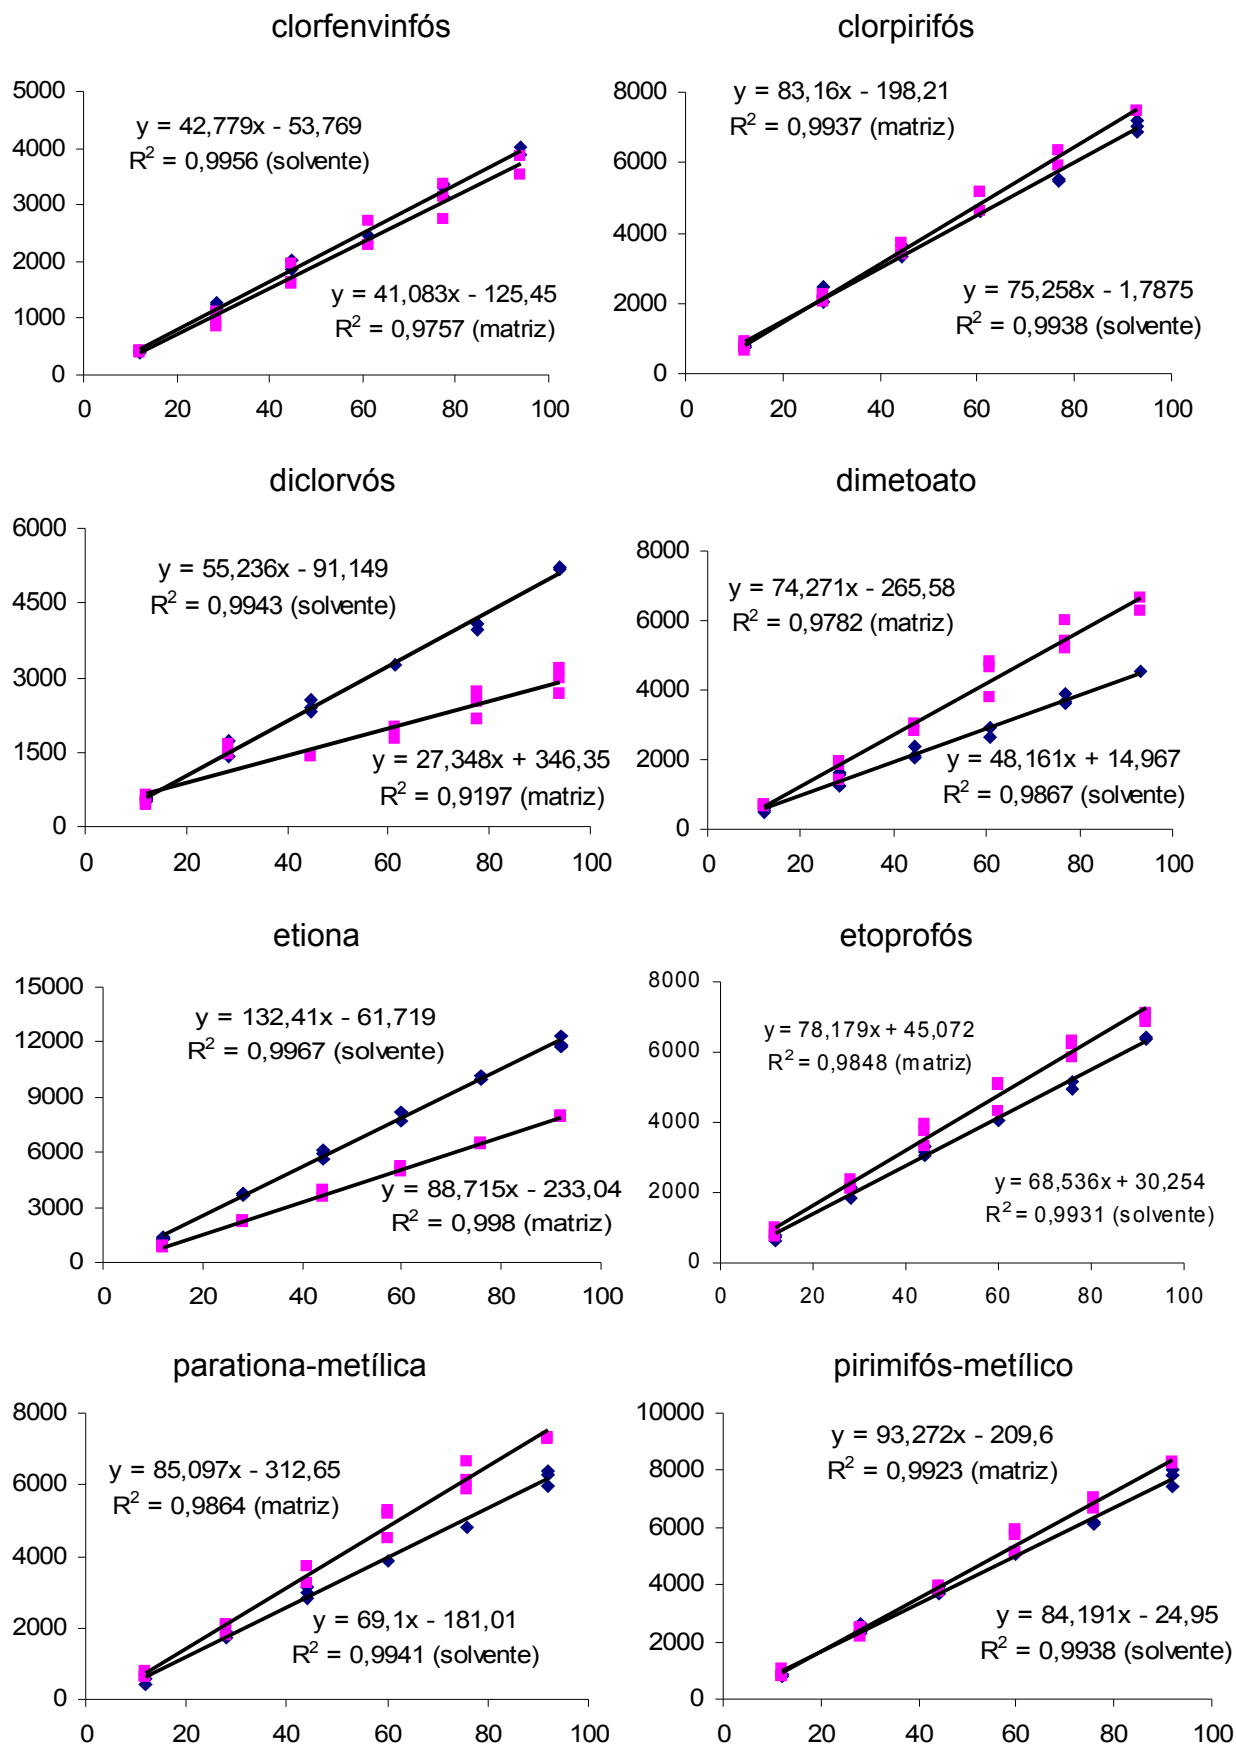 clorfenvinfós
5000
4000
3000
2000
1000
0
y = 42,779x - 53,769
R² = 0,9956 (solvente)
y = 41,083x - 125,45
R² = 0,9757 (matriz)
0 20 40 60 80 100
clorpirifós
8000
6000
4000
2000
0
y = 83,16x - 198,21
R² = 0,9937 (matriz)
y = 75,258x - 1,7875
R² = 0,9938 (solvente)
0 20 40 60 80 100
diclorvós
6000
4500
3000
1500
0
y = 55,236x - 91,149
R² = 0,9943 (solvente)
y = 27,348x + 346,35
R² = 0,9197 (matriz)
0 20 40 60 80 100
dimetoato
8000
6000
4000
2000
0
y = 74,271x - 265,58
R² = 0,9782 (matriz)
y = 48,161x + 14,967
R² = 0,9867 (solvente)
0 20 40 60 80 100
etiona
15000
12000
9000
6000
3000
0
y = 132,41x - 61,719
R² = 0,9967 (solvente)
y = 88,715x - 233,04
R² = 0,998 (matriz)
0 20 40 60 80 100
etoprofós
8000
6000
4000
2000
0
y = 78,179x + 45,072
R² = 0,9848 (matriz)
y = 68,536x + 30,254
R² = 0,9931 (solvente)
0 20 40 60 80 100
parationa-metílica
8000
6000
4000
2000
0
y = 85,097x - 312,65
R² = 0,9864 (matriz)
y = 69,1x - 181,01
R² = 0,9941 (solvente)
0 20 40 60 80 100
pirimifós-metílico
10000
8000
6000
4000
2000
0
y = 93,272x - 209,6
R² = 0,9923 (matriz)
y = 84,191x - 24,95
R² = 0,9938 (solvente)
0 20 40 60 80 100